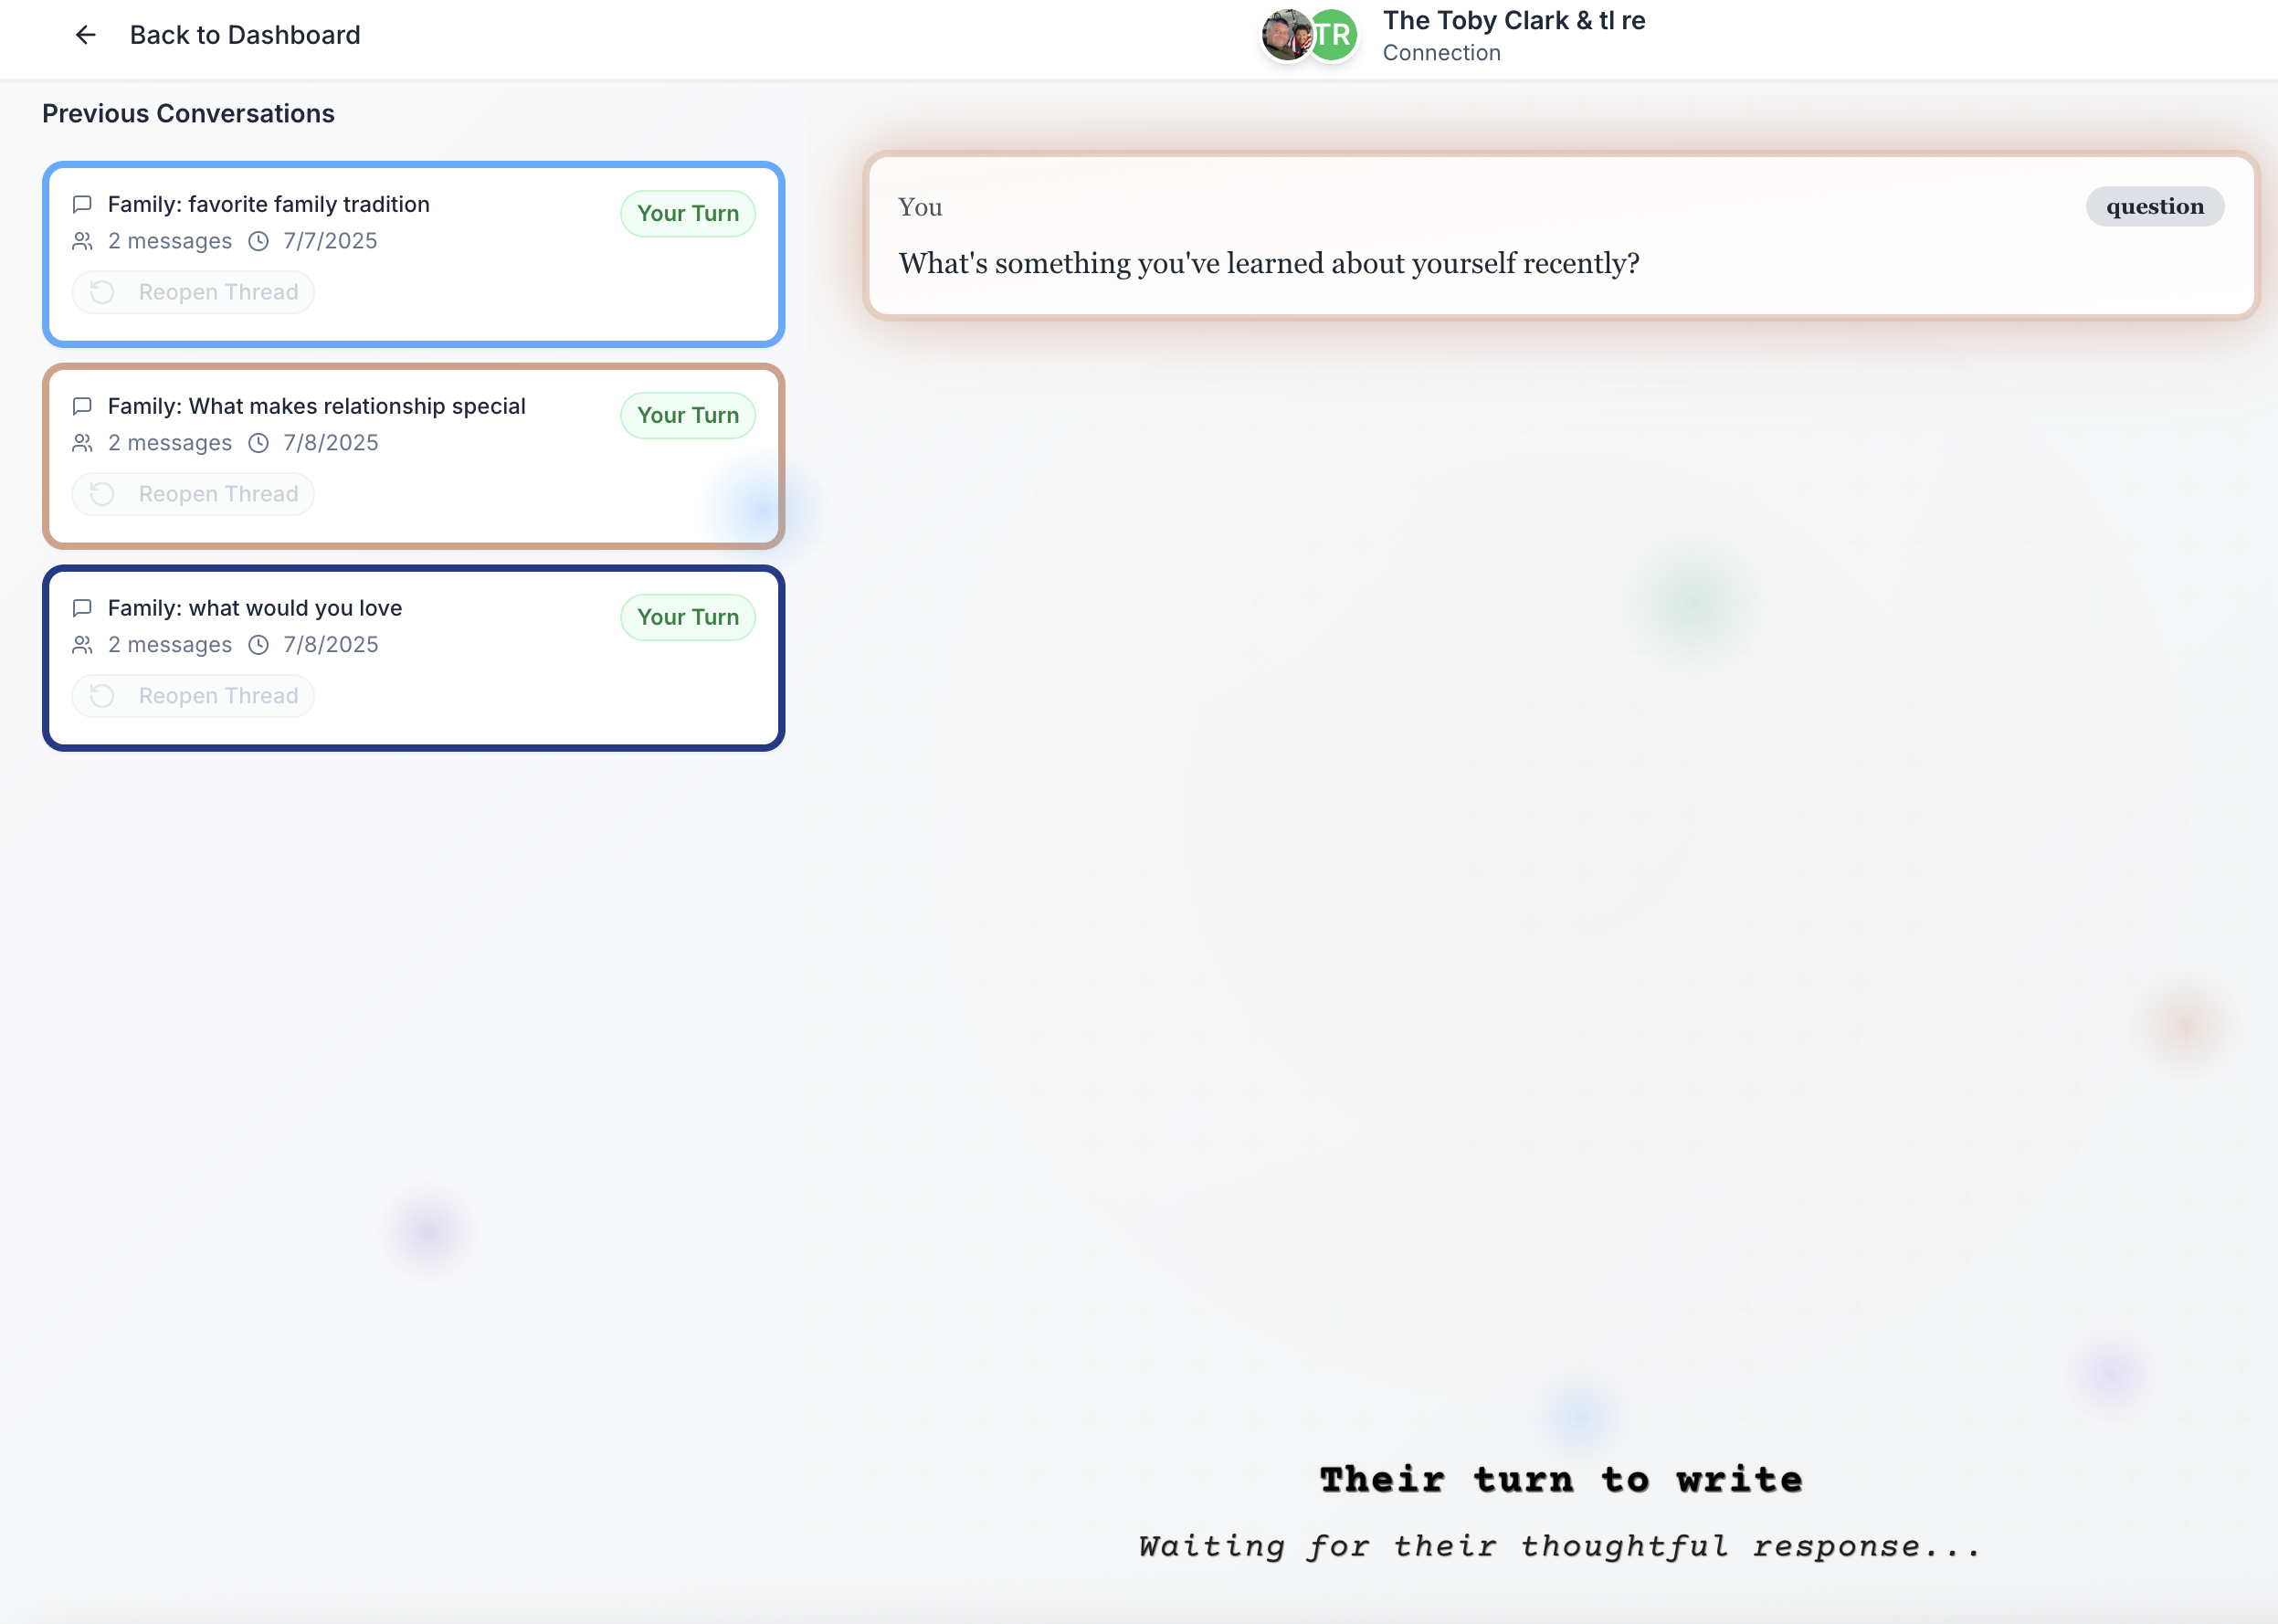 Back to Dashboard
TR
The Toby Clark & tl re
Connection
Previous Conversations
Family: favorite family tradition
Your Turn
2 messages 7/7/2025
Reopen Thread
Family: What makes relationship special
Your Turn
2 messages 7/8/2025
Reopen Thread
Family: what would you love
Your Turn
2 messages 7/8/2025
Reopen Thread
You
question
What's something you've learned about yourself recently?
Their turn to write
Waiting for their thoughtful response...